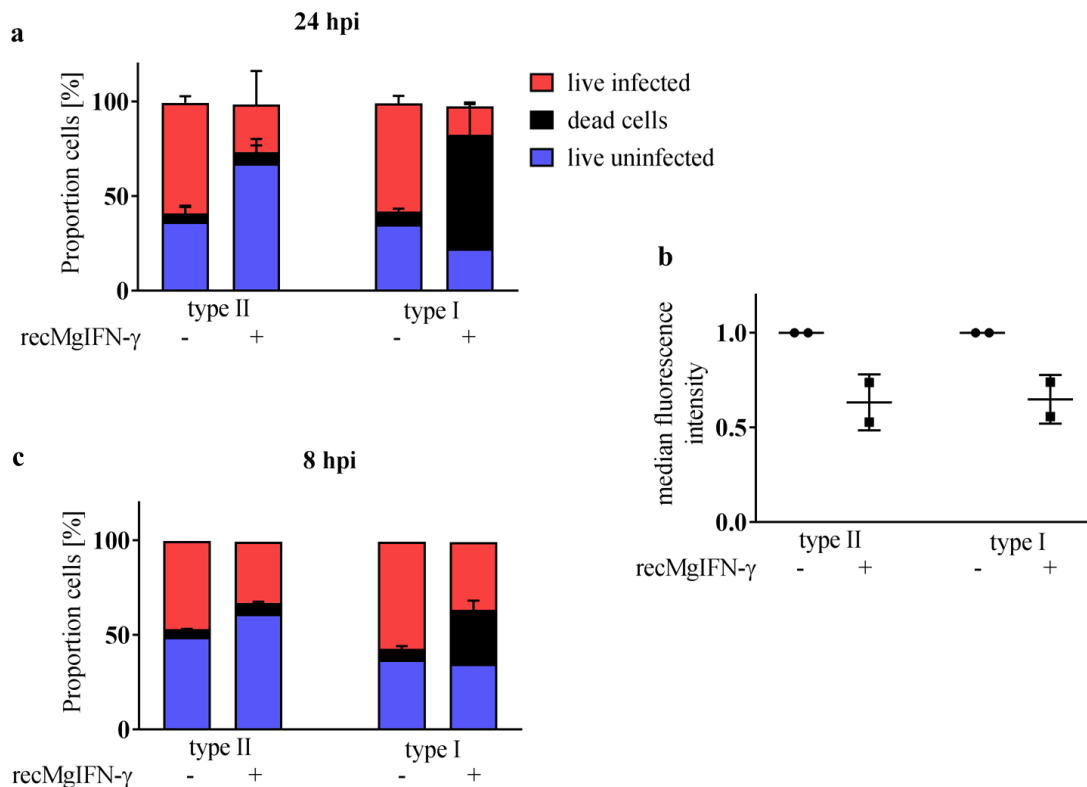 a
24 hpi
Proportion cells [%]
100
50
0
type II
type I
recMgIFN-γ
-
+
-
+
live infected
dead cells
live uninfected
b
median fluorescence
intensity
1.0
0.5
0.0
type II
type I
recMgIFN-γ
-
+
-
+
c
8 hpi
Proportion cells [%]
100
50
0
type II
type I
recMgIFN-γ
-
+
-
+